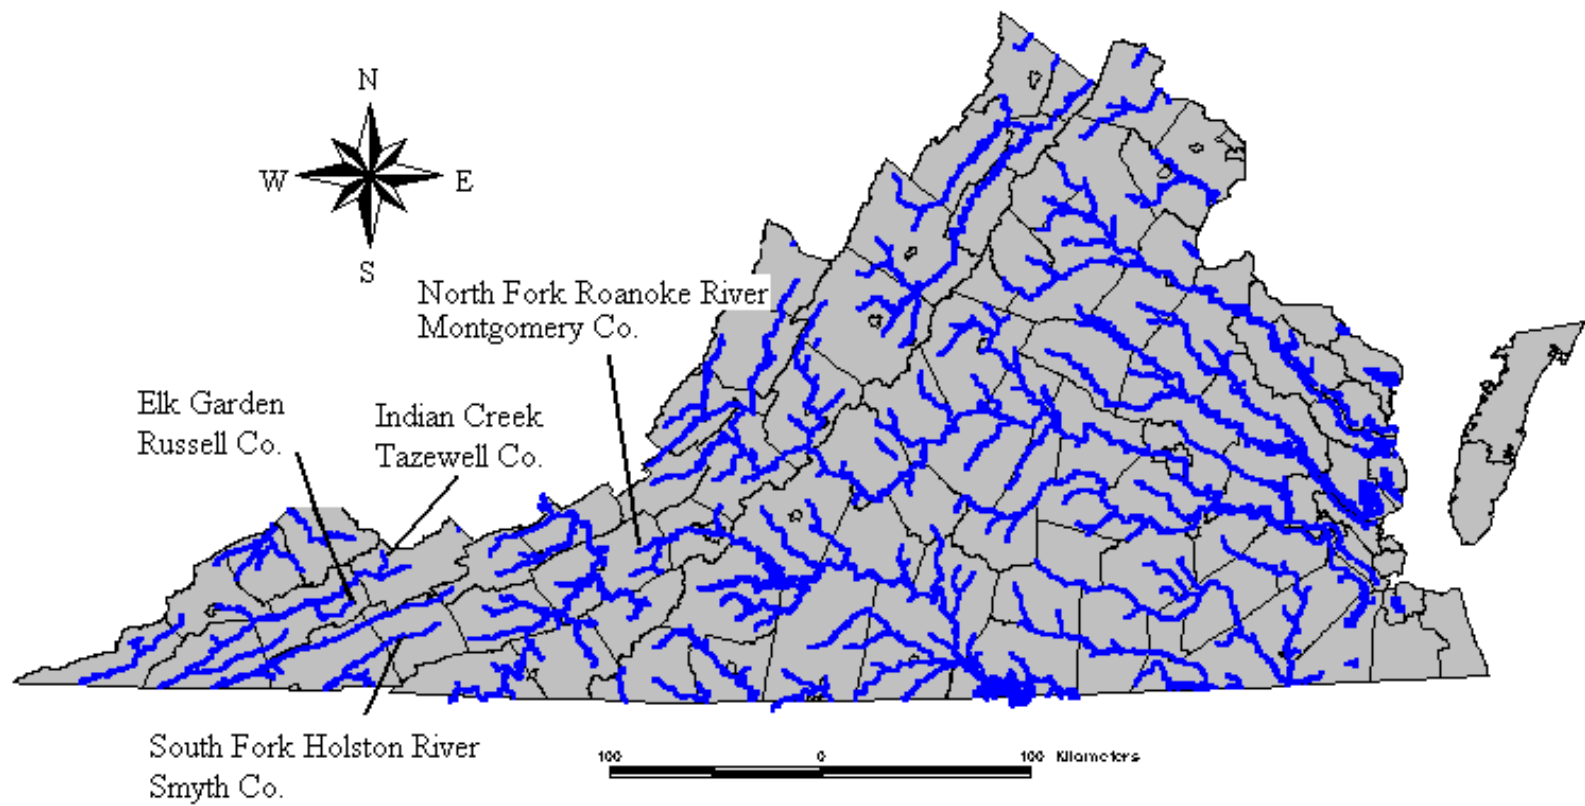 N
W E
S
North Fork Roanoke River
Montgomery Co.
Elk Garden
Russell Co.
Indian Creek
Tazewell Co.
South Fork Holston River
Smyth Co.
100 0 100 Kilometers